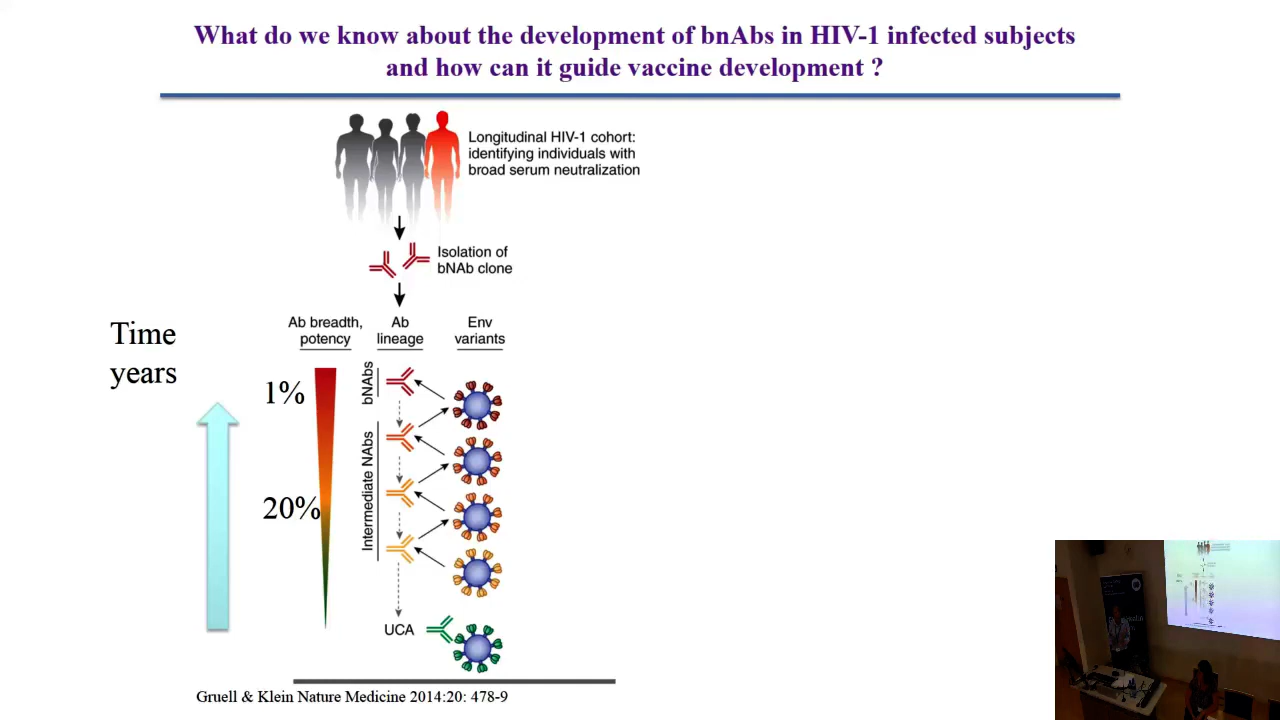 What do we know about the development of bnAbs in HIV-1 infected subjects
and how can it guide vaccine development ?
Longitudinal HIV-1 cohort:
identifying individuals with
broad serum neutralization
Isolation of
bNAb clone
Time
years
Ab breadth,
potency
Ab
lineage
Env
variants
1%
20%
bNAbs
Intermediate NAbs
UCA
Gruell & Klein Nature Medicine 2014:20: 478-9